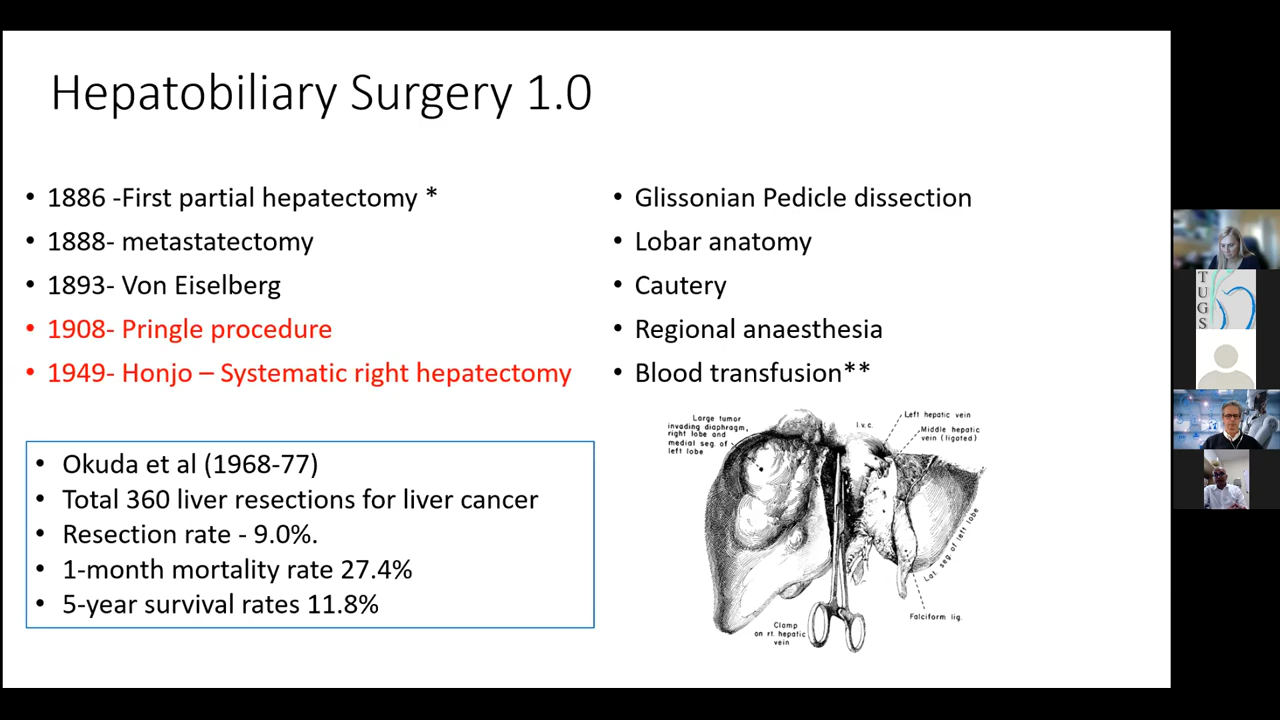 Hepatobiliary Surgery 1.0
• 1886 -First partial hepatectomy *
• 1888- metastatectomy
• 1893- Von Eiselberg
• 1908- Pringle procedure
• 1949- Honjo – Systematic right hepatectomy
• Glissonian Pedicle dissection
• Lobar anatomy
• Cautery
• Regional anaesthesia
• Blood transfusion**
• Okuda et al (1968-77)
• Total 360 liver resections for liver cancer
• Resection rate - 9.0%.
• 1-month mortality rate 27.4%
• 5-year survival rates 11.8%
Large tumor
invading diaphragm,
right lobe and
medial seg. of
left lobe
I.v.c.
Left hepatic vein
Middle hepatic
vein (ligated)
Lat. seg. of left lobe
Falciform lig.
Clamp
on rt. hepatic
vein
TUGS